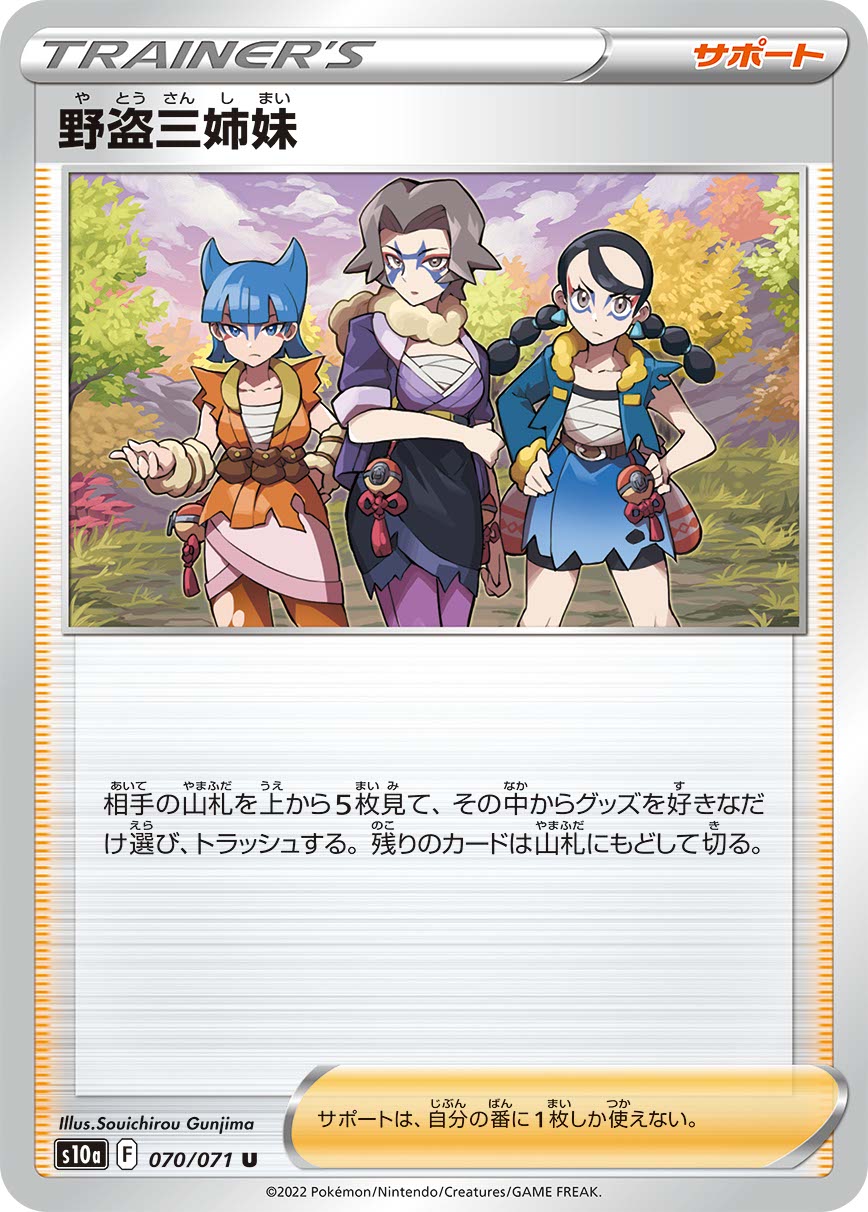 TRAINER'S
サポート
やとうさんしまい
野盗三姉妹
あいて やまふだ うえ まいみ なか す
相手の山札を上から5枚見て、その中からグッズを好きなだ
えら のこ やまふだ き
け選び、トラッシュする。残りのカードは山札にもどして切る。
Illus.Souichirou Gunjima
じぶん ばん まい つか
サポートは、自分の番に1枚しか使えない。
s10a F 070/071 U
©2022 Pokémon/Nintendo/Creatures/GAME FREAK.